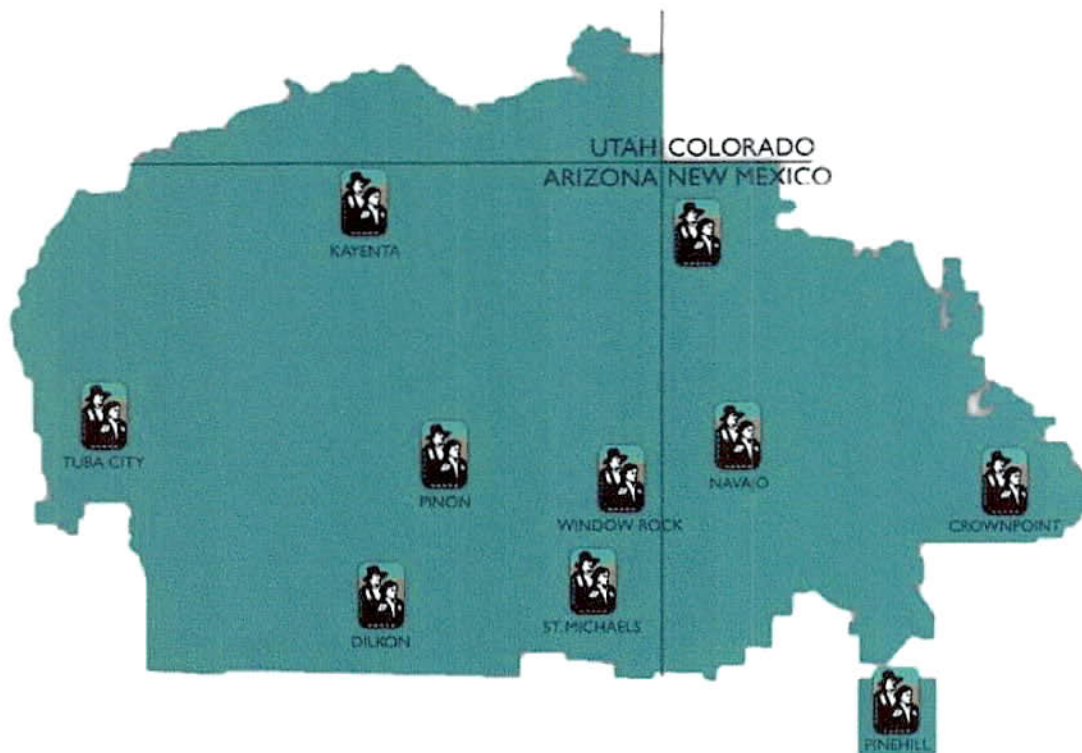 UTAH COLORADO
ARIZONA NEW MEXICO
KAYENTA
TUBA CITY
PINON
WINDOW ROCK
NAVAJO
CROWNPOINT
DILKON
ST. MICHAELS
PINEHILL